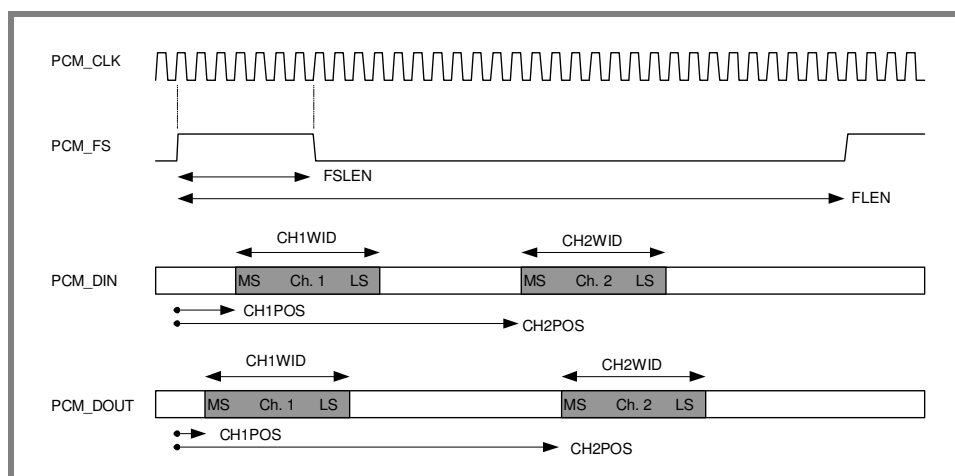 PCM_CLK
PCM_FS
FSLEN
FLEN
CH1WID CH2WID
PCM_DIN MS Ch. 1 LS MS Ch. 2 LS
CH1POS
CH2POS
CH1WID CH2WID
PCM_DOUT MS Ch. 1 LS MS Ch. 2 LS
CH1POS
CH2POS